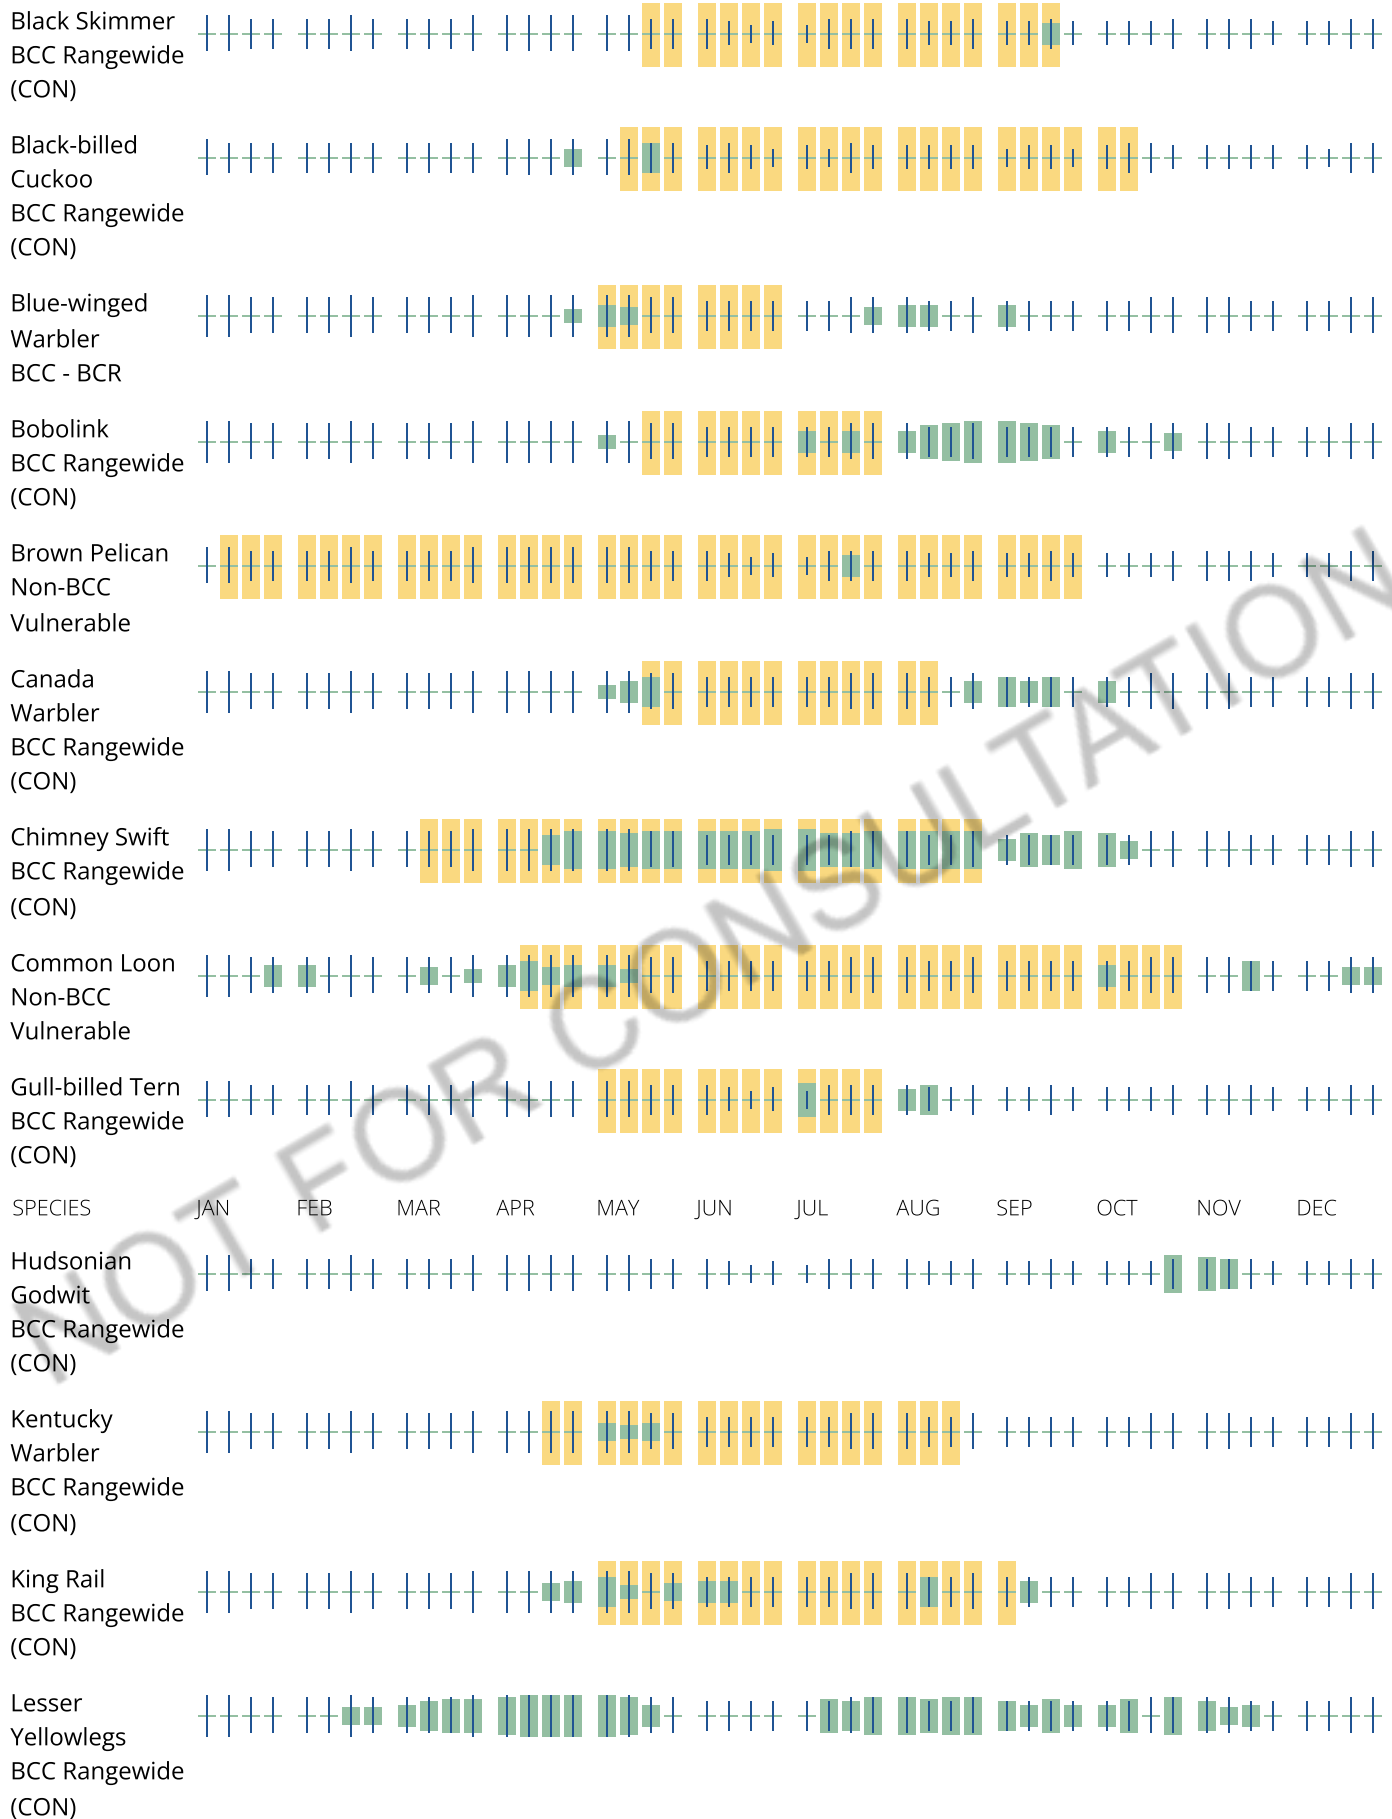 Black Skimmer
BCC Rangewide
(CON)
Black-billed
Cuckoo
BCC Rangewide
(CON)
Blue-winged
Warbler
BCC - BCR
Bobolink
BCC Rangewide
(CON)
Brown Pelican
Non-BCC
Vulnerable
Canada
Warbler
BCC Rangewide
(CON)
Chimney Swift
BCC Rangewide
(CON)
Common Loon
Non-BCC
Vulnerable
Gull-billed Tern
BCC Rangewide
(CON)
SPECIES JAN FEB MAR APR MAY JUN JUL AUG SEP OCT NOV DEC
Hudsonian
Godwit
BCC Rangewide
(CON)
Kentucky
Warbler
BCC Rangewide
(CON)
King Rail
BCC Rangewide
(CON)
Lesser
Yellowlegs
BCC Rangewide
(CON)
NOT FOR CONSULTATION